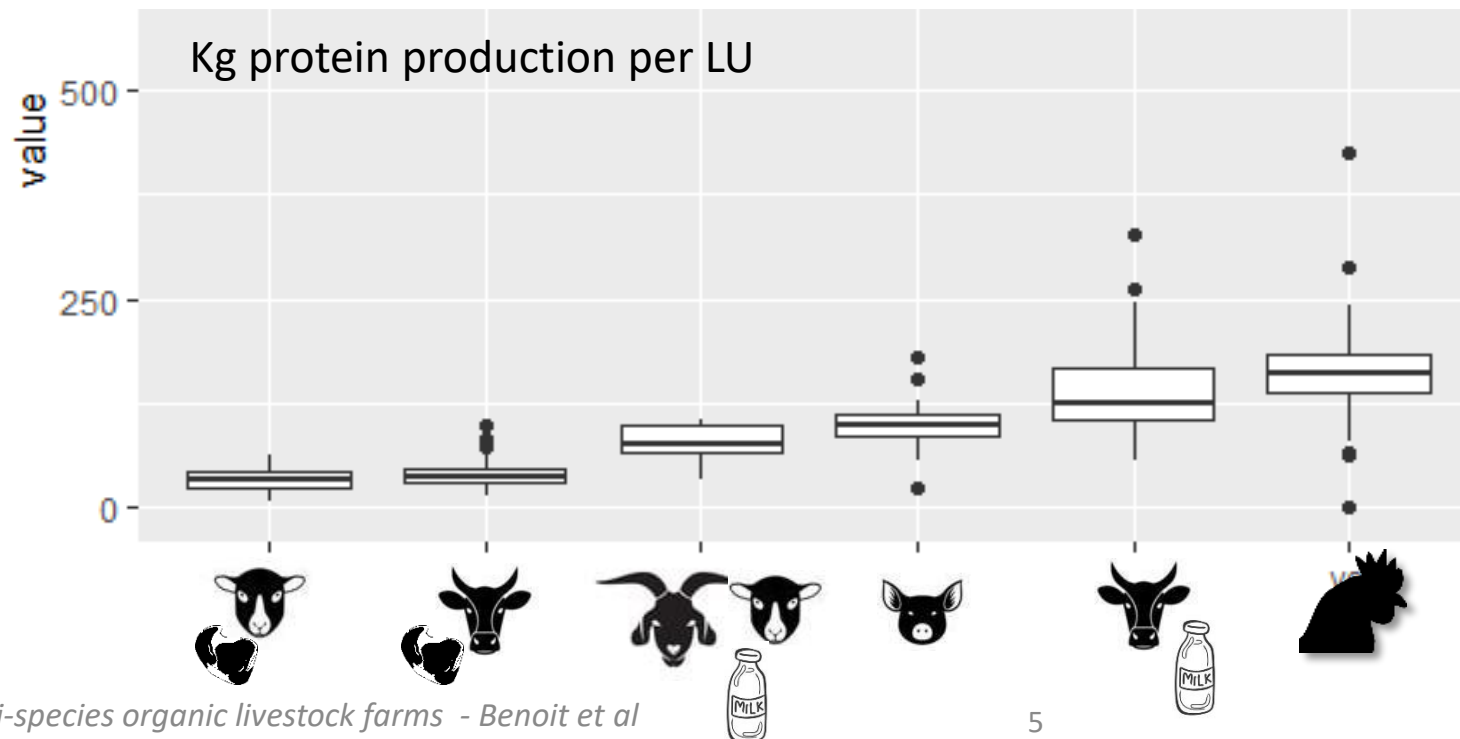 Kg protein production per LU
value
500
250
0
MILK
MILK
i-species organic livestock farms - Benoit et al
5